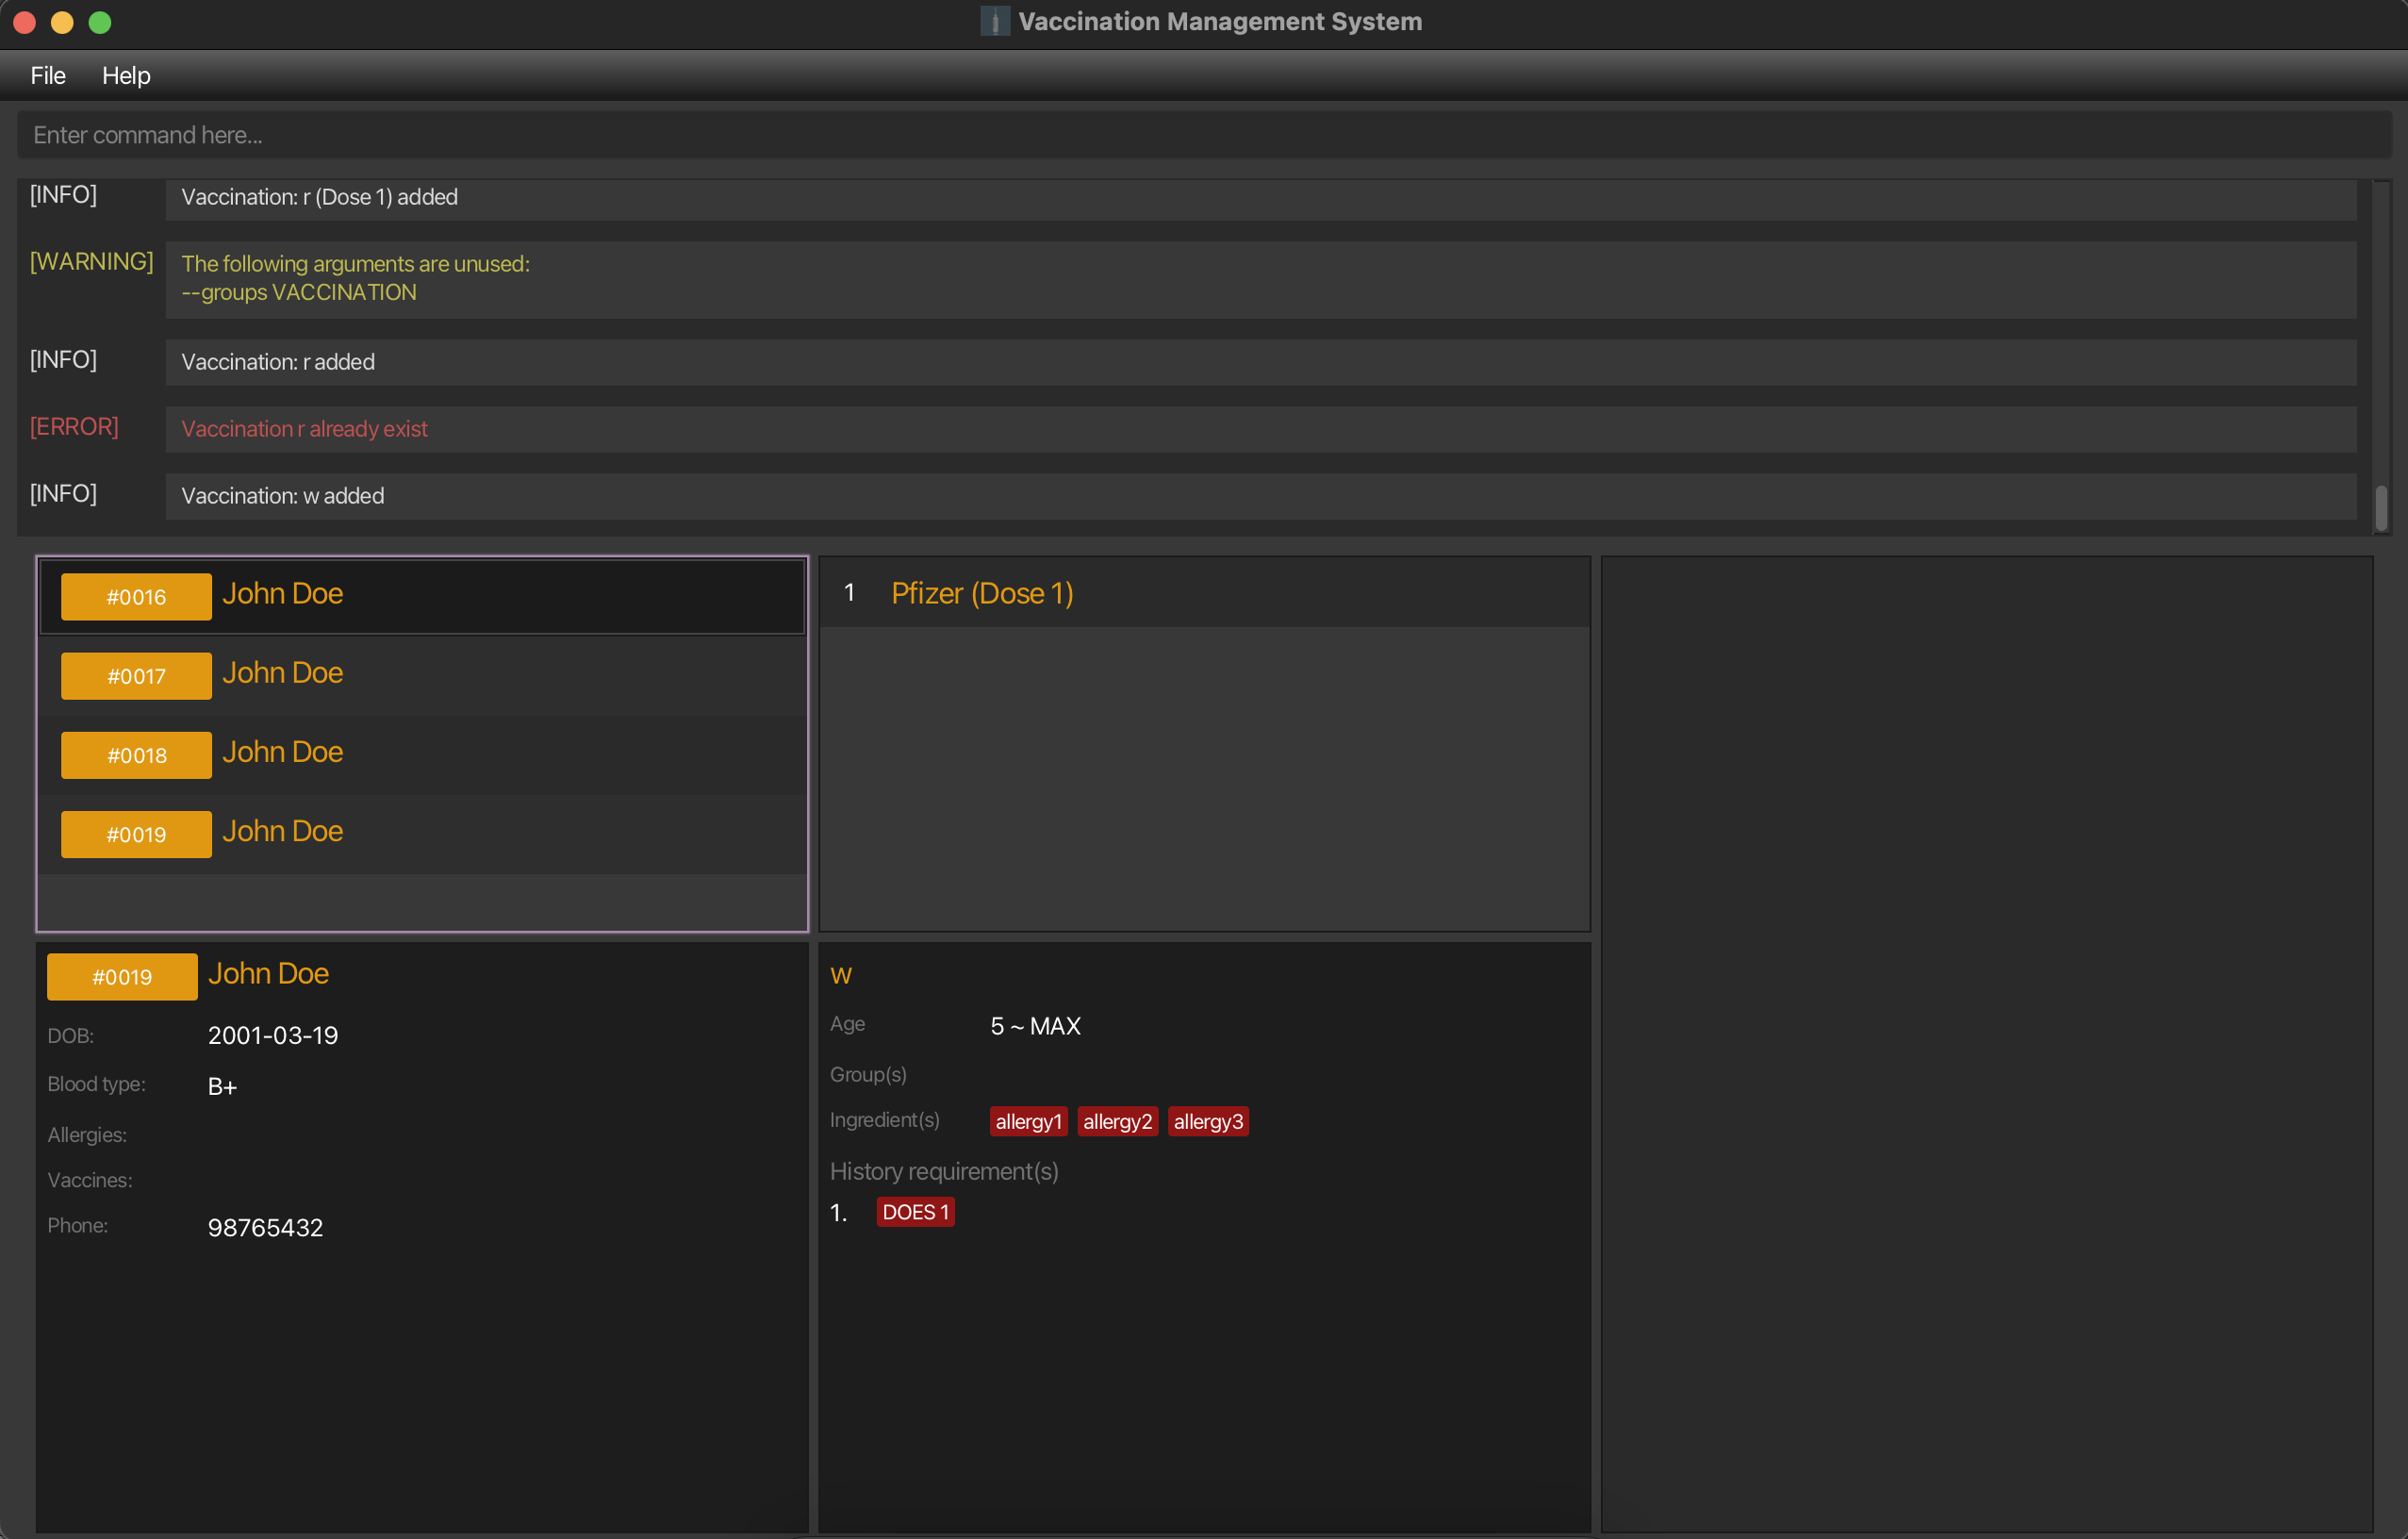 Vaccination Management System
File Help
Enter command here...
[INFO] Vaccination: r (Dose 1) added
[WARNING] The following arguments are unused:
--groups VACCINATION
[INFO] Vaccination: r added
[ERROR] Vaccination r already exist
[INFO] Vaccination: w added
#0016 John Doe
#0017 John Doe
#0018 John Doe
#0019 John Doe
1 Pfizer (Dose 1)
#0019 John Doe
DOB: 2001-03-19
Blood type: B+
Allergies:
Vaccines:
Phone: 98765432
w
Age 5 ~ MAX
Group(s)
Ingredient(s) allergy1 allergy2 allergy3
History requirement(s)
1. DOES 1